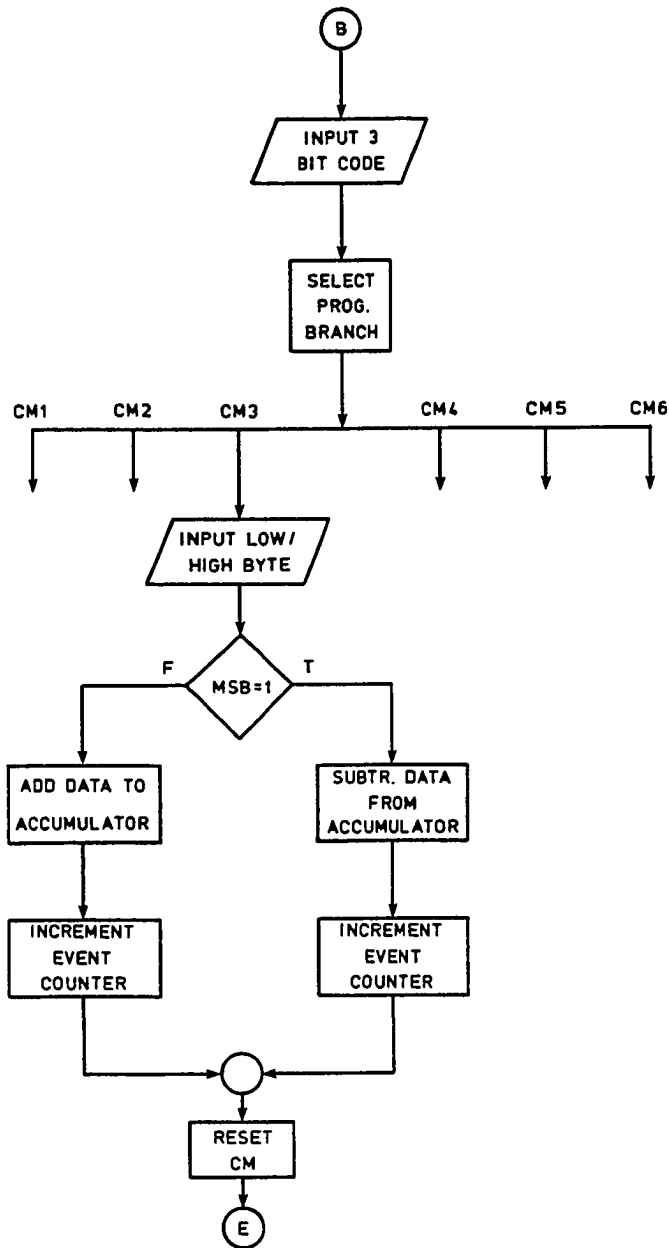 B
INPUT 3
BIT CODE
SELECT
PROG.
BRANCH
CM1 CM2 CM3 CM4 CM5 CM6
INPUT LOW/
HIGH BYTE
F T
MSB=1
ADD DATA TO
ACCUMULATOR
SUBTR. DATA
FROM
ACCUMULATOR
INCREMENT
EVENT
COUNTER
INCREMENT
EVENT
COUNTER
RESET
CM
E